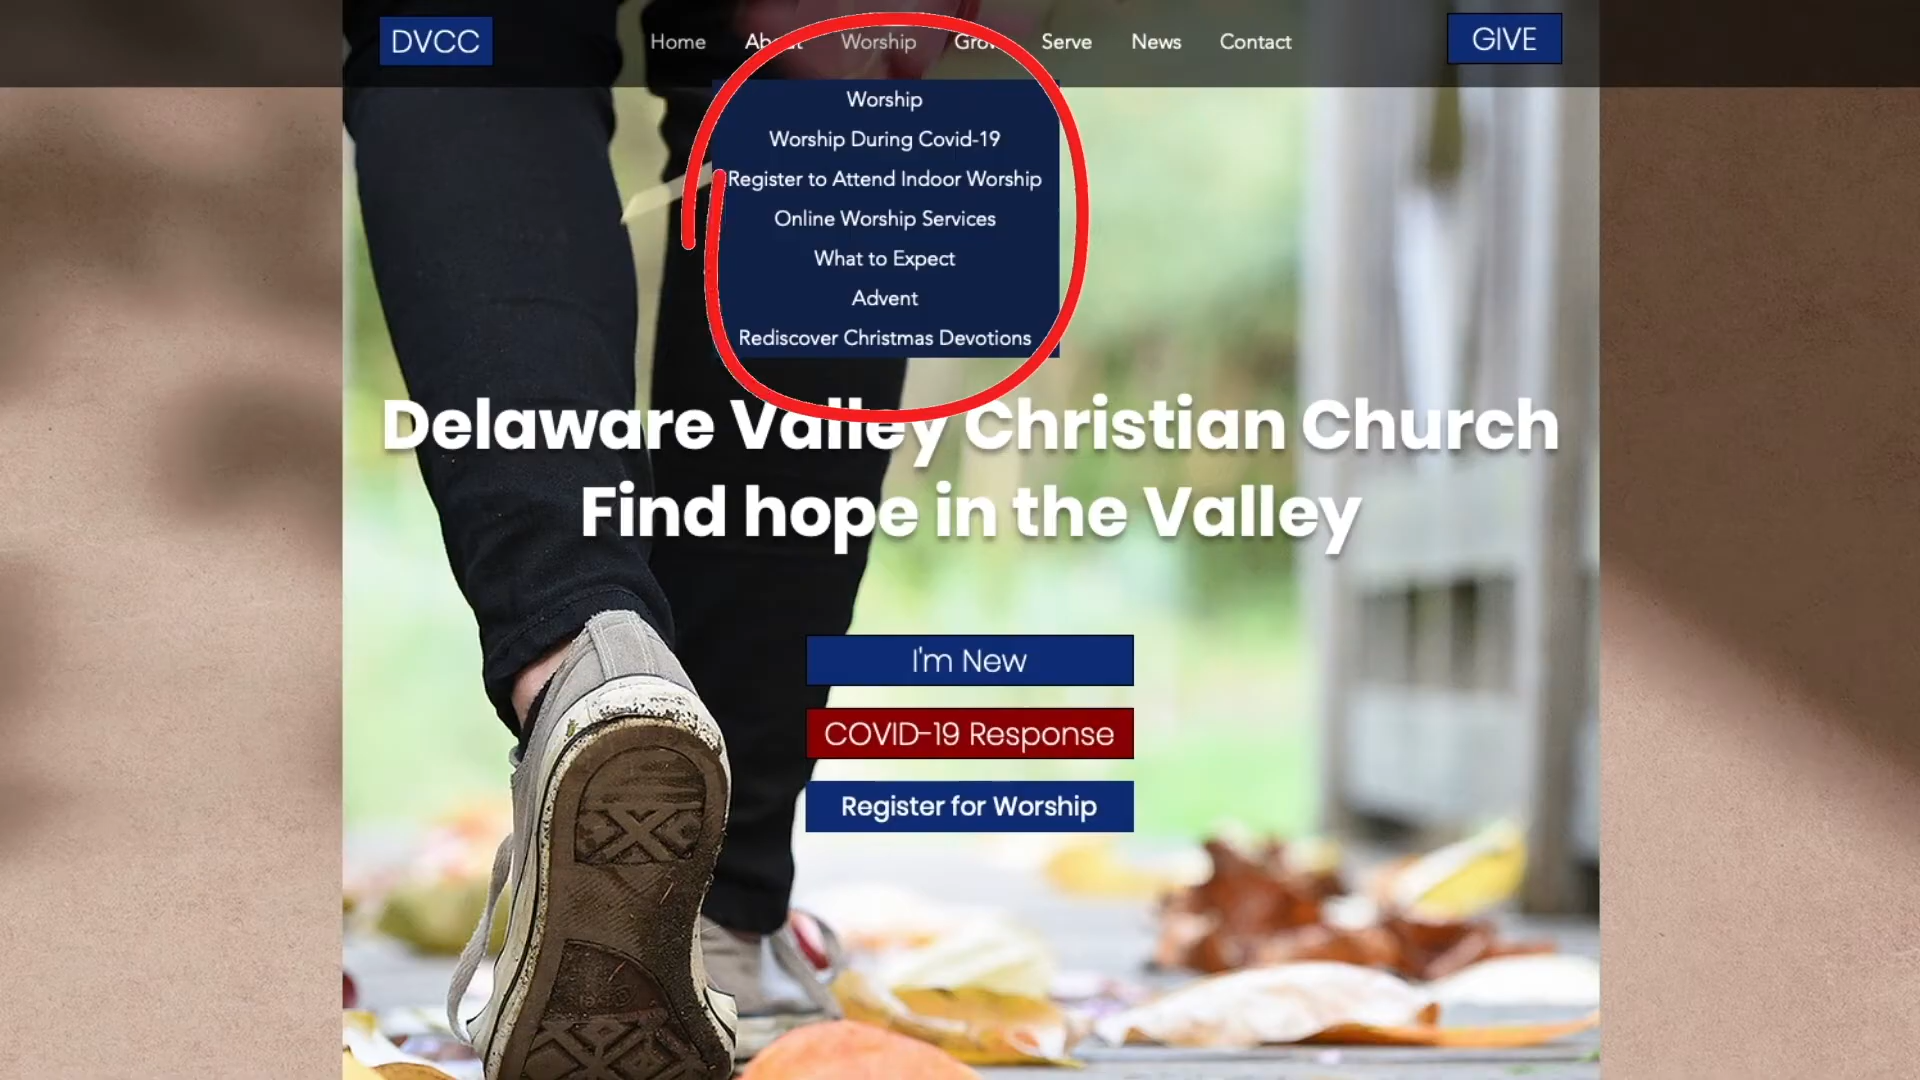 DVCC
Home About Worship Grow Serve News Contact
GIVE
Worship
Worship During Covid-19
Register to Attend Indoor Worship
Online Worship Services
What to Expect
Advent
Rediscover Christmas Devotions
Delaware Valley Christian Church
Find hope in the Valley
I'm New
COVID-19 Response
Register for Worship